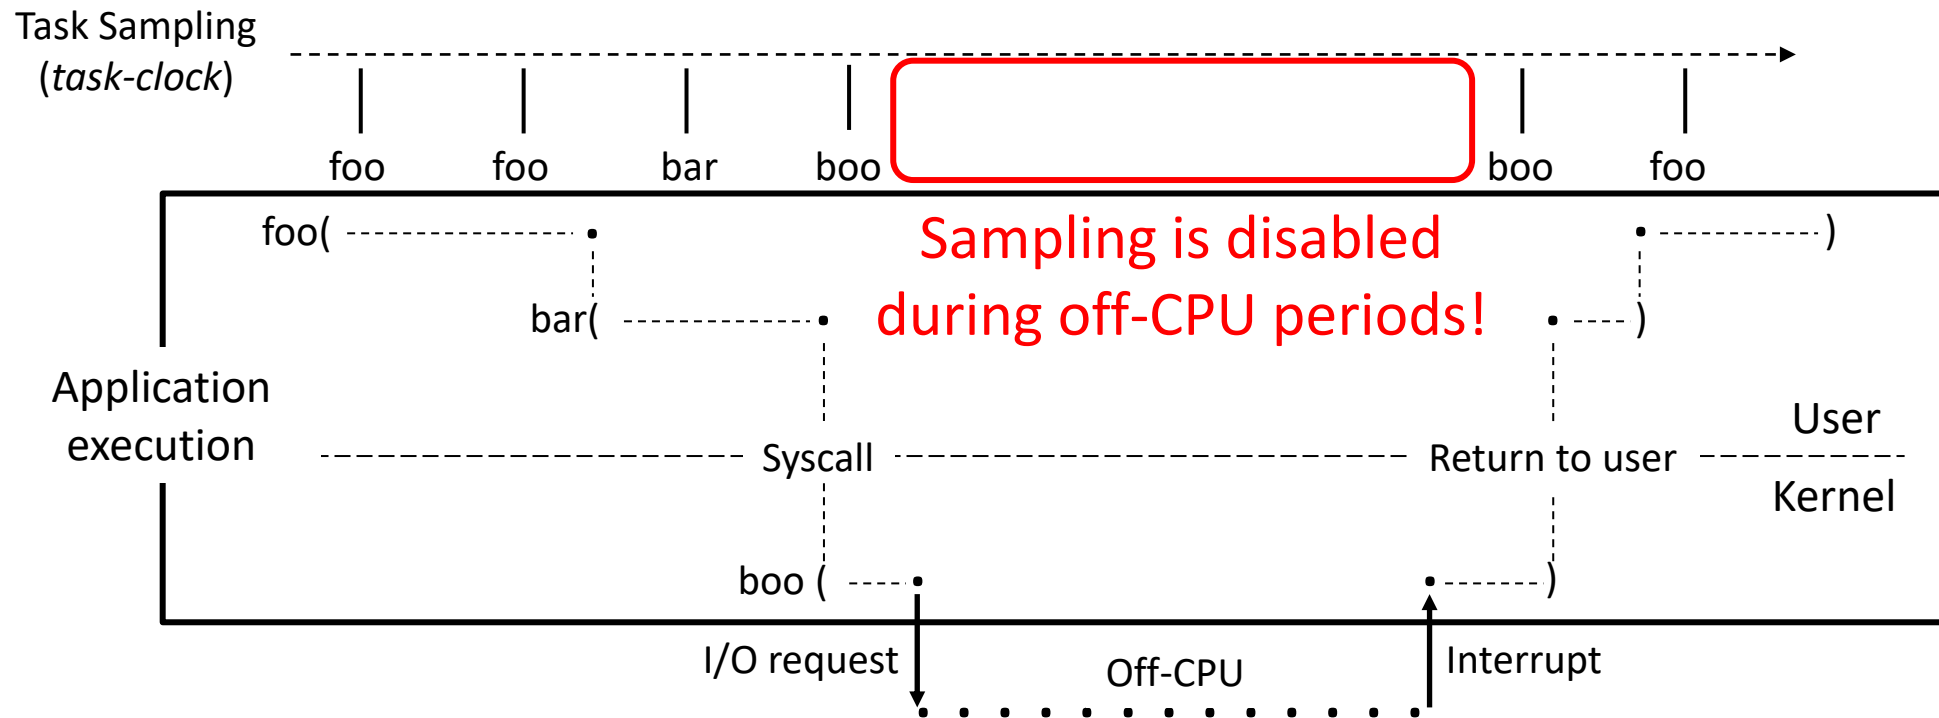 Task Sampling
(task-clock)
foo foo bar boo boo foo
foo( )
Sampling is disabled
during off-CPU periods!
bar( )
Application
execution
User
Syscall Return to user
Kernel
boo ( )
I/O request Off-CPU Interrupt